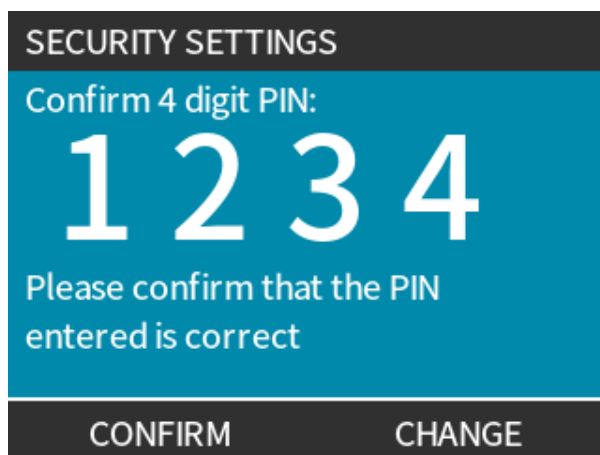 SECURITY SETTINGS
Confirm 4 digit PIN:
1 2 3 4
Please confirm that the PIN
entered is correct
CONFIRM CHANGE